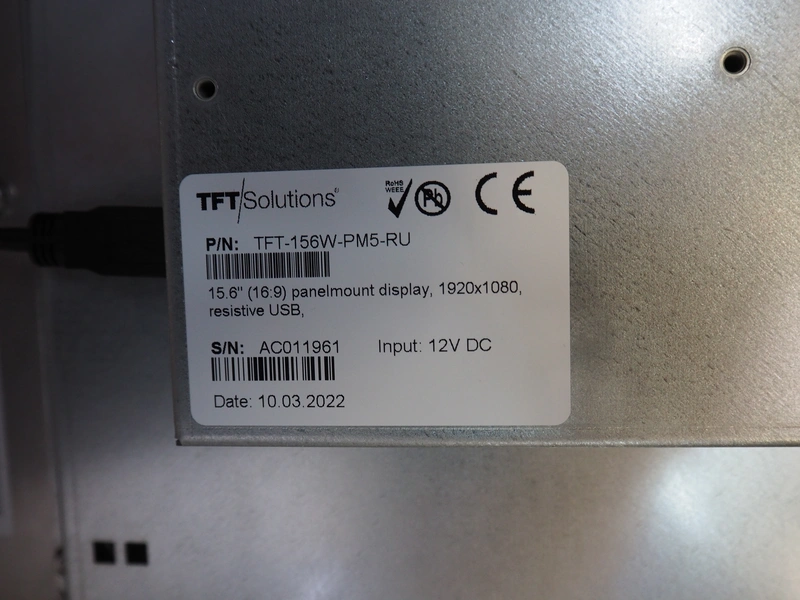 TFT/Solutions®
RoHS
WEEE
Pb
CE
P/N: TFT-156W-PM5-RU
15.6" (16:9) panelmount display, 1920x1080,
resistive USB,
S/N: AC011961 Input: 12V DC
Date: 10.03.2022